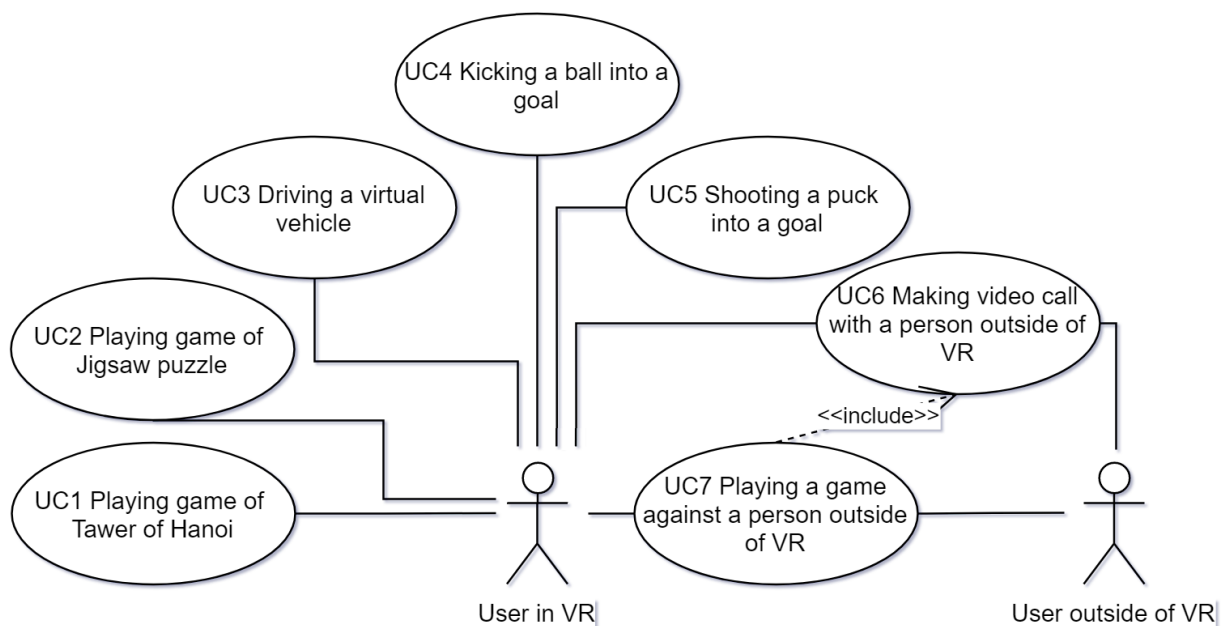 UC4 Kicking a ball into a
goal
UC3 Driving a virtual
vehicle
UC5 Shooting a puck
into a goal
UC2 Playing game of
Jigsaw puzzle
UC6 Making video call
with a person outside of
VR
<<include>>
UC1 Playing game of
Tawer of Hanoi
UC7 Playing a game
against a person outside
of VR
User in VR
User outside of VR